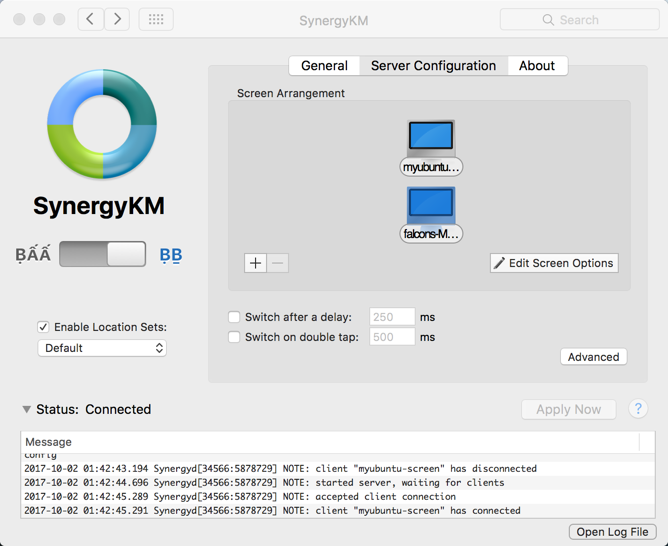 SynergyKM
Search
General
Server Configuration
About
Screen Arrangement
myubuntu...
falcons-M...
Edit Screen Options
SynergyKM
Enable Location Sets:
Default
Switch after a delay:
250
ms
Switch on double tap:
500
ms
Advanced
Status: Connected
Apply Now
?
Message
config
2017-10-02 01:42:43.194 Synergyd[34566:5878729] NOTE: client "myubuntu-screen" has disconnected
2017-10-02 01:42:44.696 Synergyd[34566:5878729] NOTE: started server, waiting for clients
2017-10-02 01:42:45.289 Synergyd[34566:5878729] NOTE: accepted client connection
2017-10-02 01:42:45.291 Synergyd[34566:5878729] NOTE: client "myubuntu-screen" has connected
Open Log File